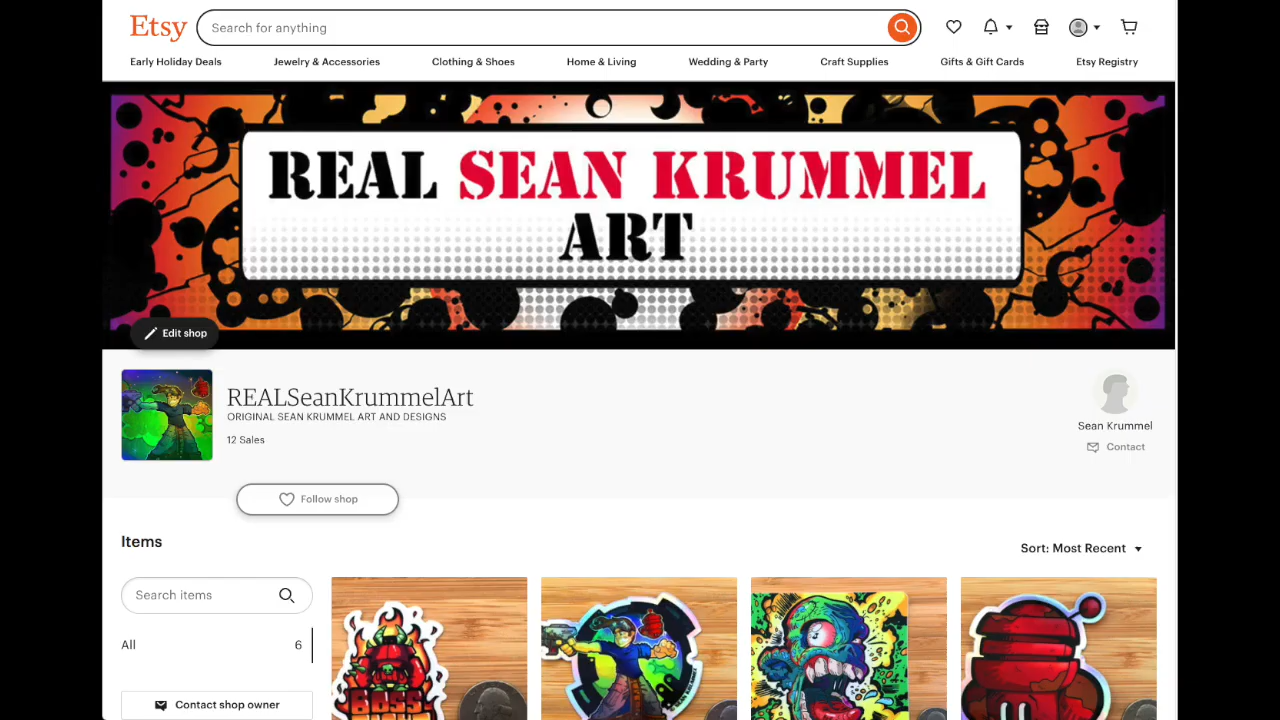 Etsy
Search for anything
Early Holiday Deals
Jewelry & Accessories
Clothing & Shoes
Home & Living
Wedding & Party
Craft Supplies
Gifts & Gift Cards
Etsy Registry
REAL SEAN KRUMMEL
ART
Edit shop
REALSeanKrummelArt
ORIGINAL SEAN KRUMMEL ART AND DESIGNS
12 Sales
Sean Krummel
Contact
Follow shop
Items
Sort: Most Recent
Search items
All 6
Contact shop owner
BOSS